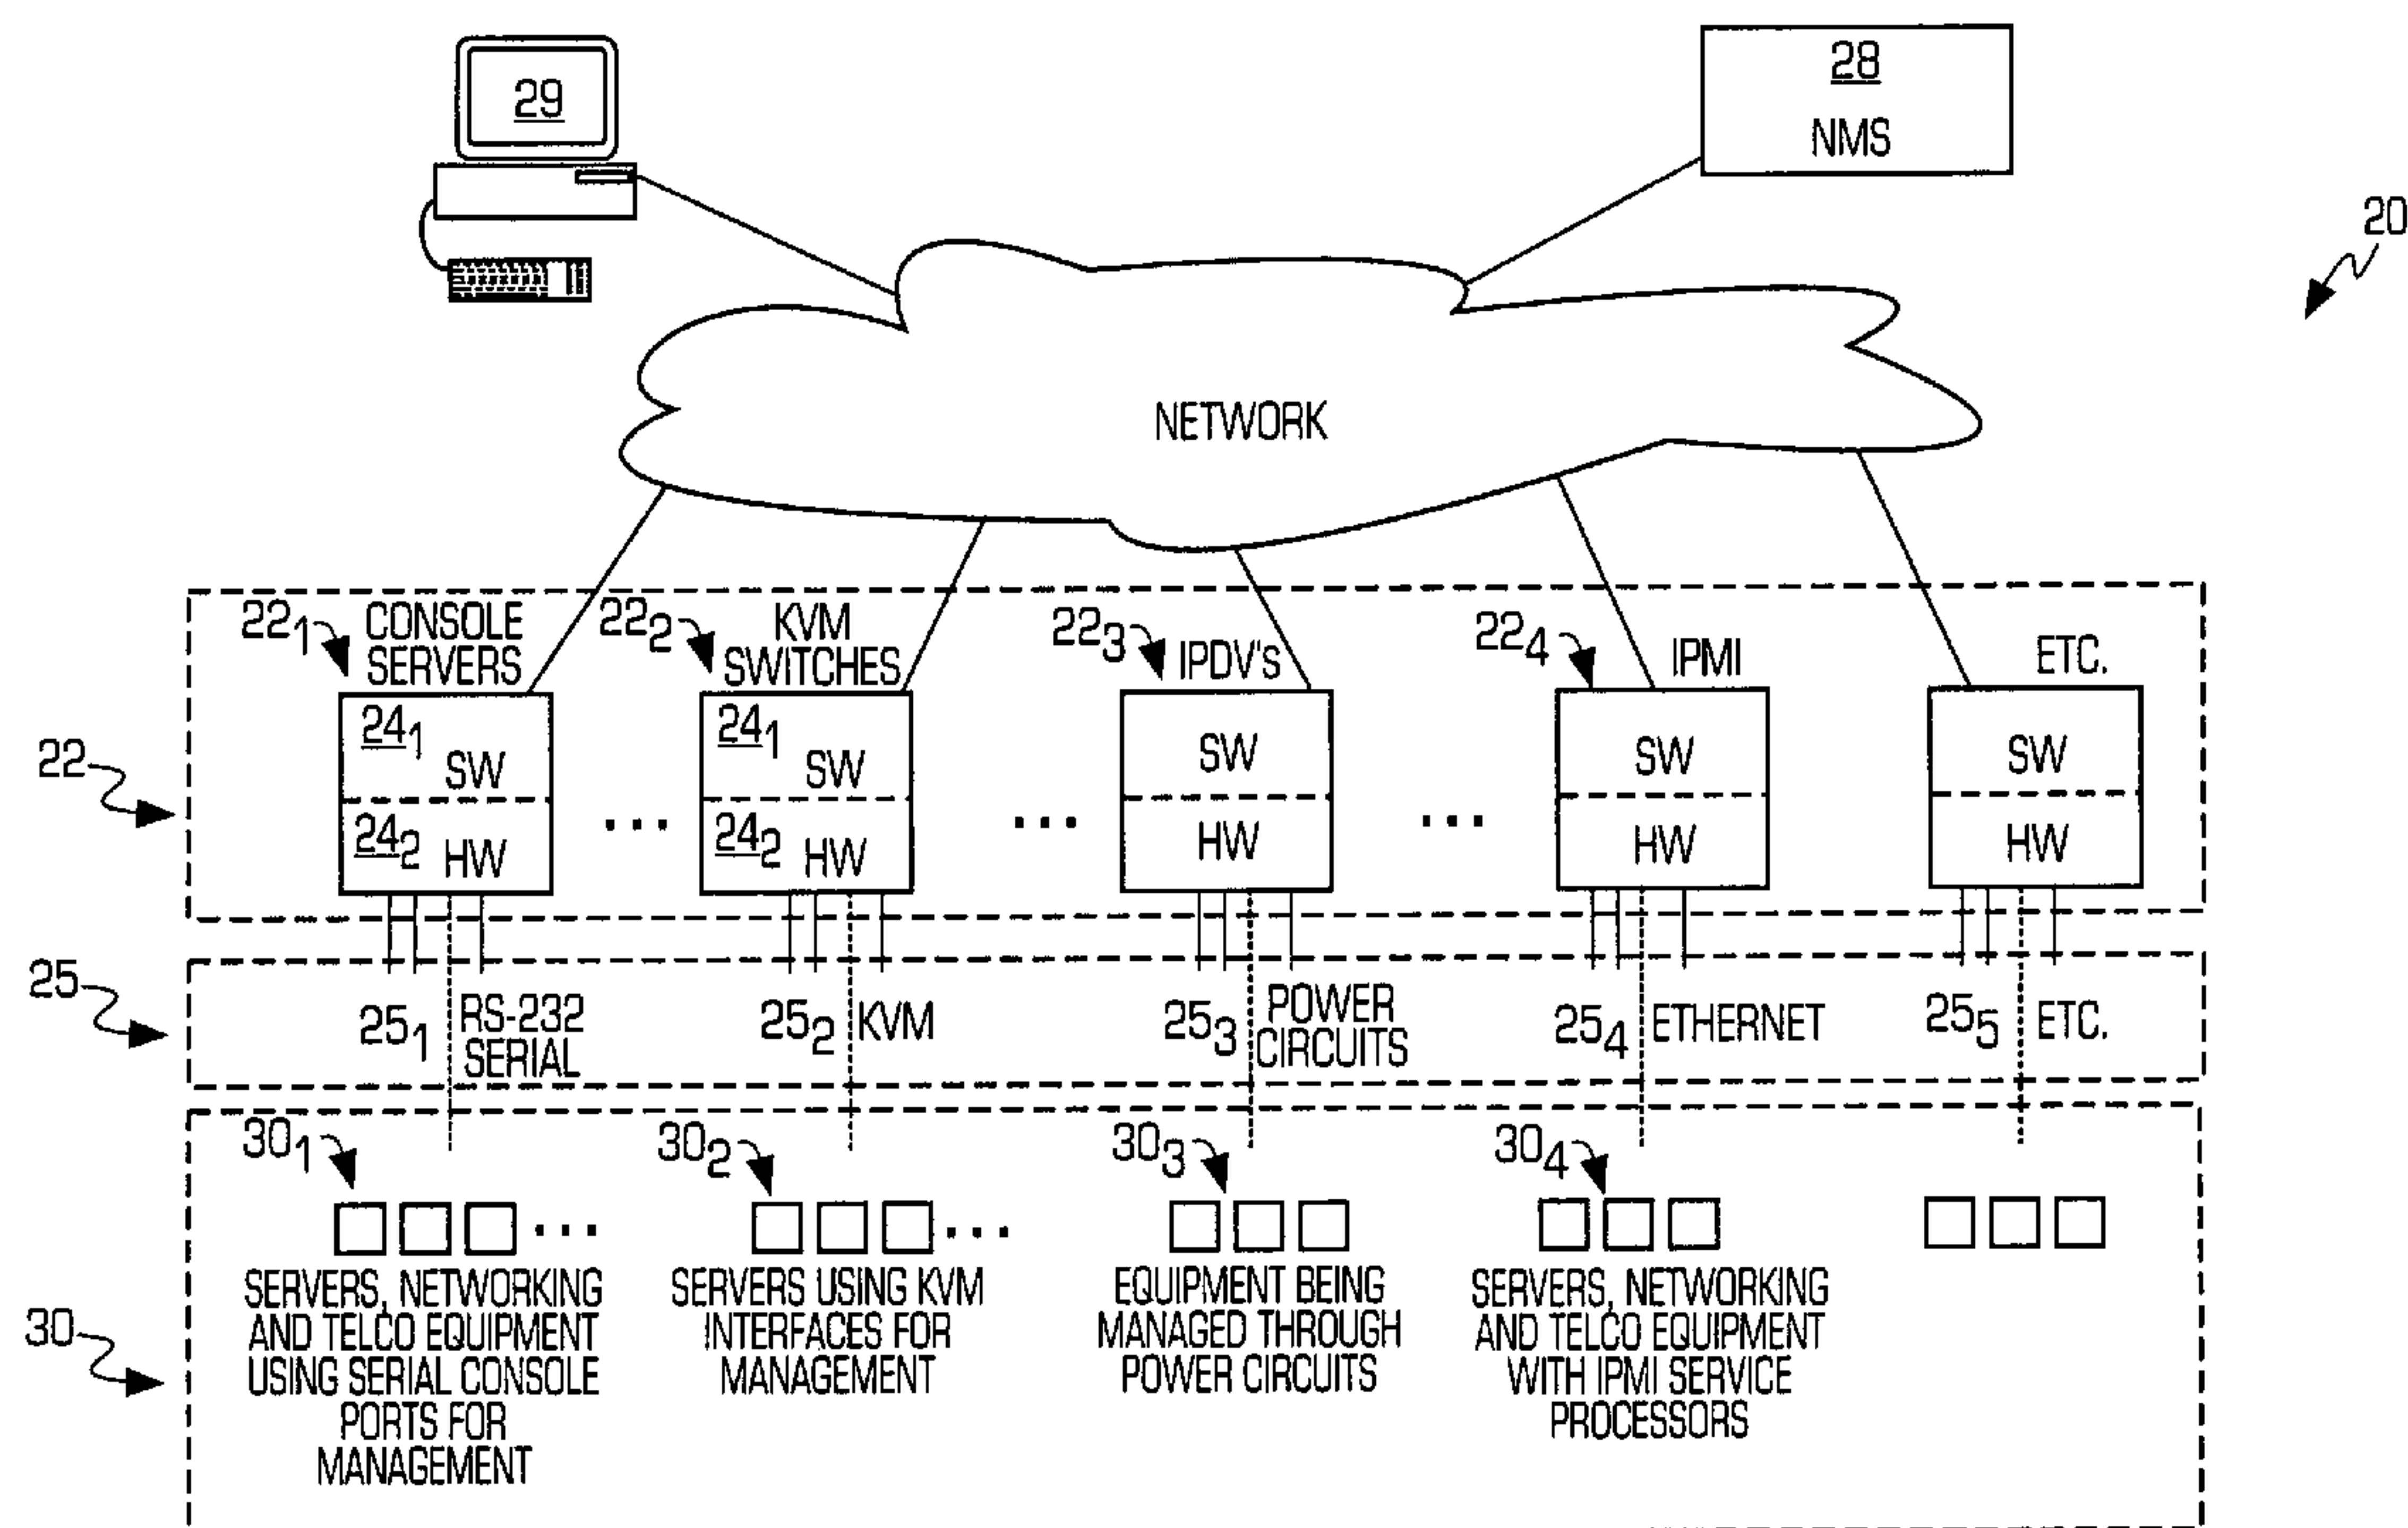 29
28
NMS
20
NETWORK
22₁ CONSOLE SERVERS
22₂ KVM SWITCHES
22₃ IPDV'S
22₄ IPMI
ETC.
22
24₁ SW
24₁ SW
SW
SW
SW
24₂ HW
24₂ HW
HW
HW
HW
...
...
...
25
25₁ RS-232 SERIAL
25₂ KVM
25₃ POWER CIRCUITS
25₄ ETHERNET
25₅ ETC.
30
30₁
30₂
30₃
30₄
...
...
SERVERS, NETWORKING
AND TELCO EQUIPMENT
USING SERIAL CONSOLE
PORTS FOR
MANAGEMENT
SERVERS USING KVM
INTERFACES FOR
MANAGEMENT
EQUIPMENT BEING
MANAGED THROUGH
POWER CIRCUITS
SERVERS, NETWORKING
AND TELCO EQUIPMENT
WITH IPMI SERVICE
PROCESSORS